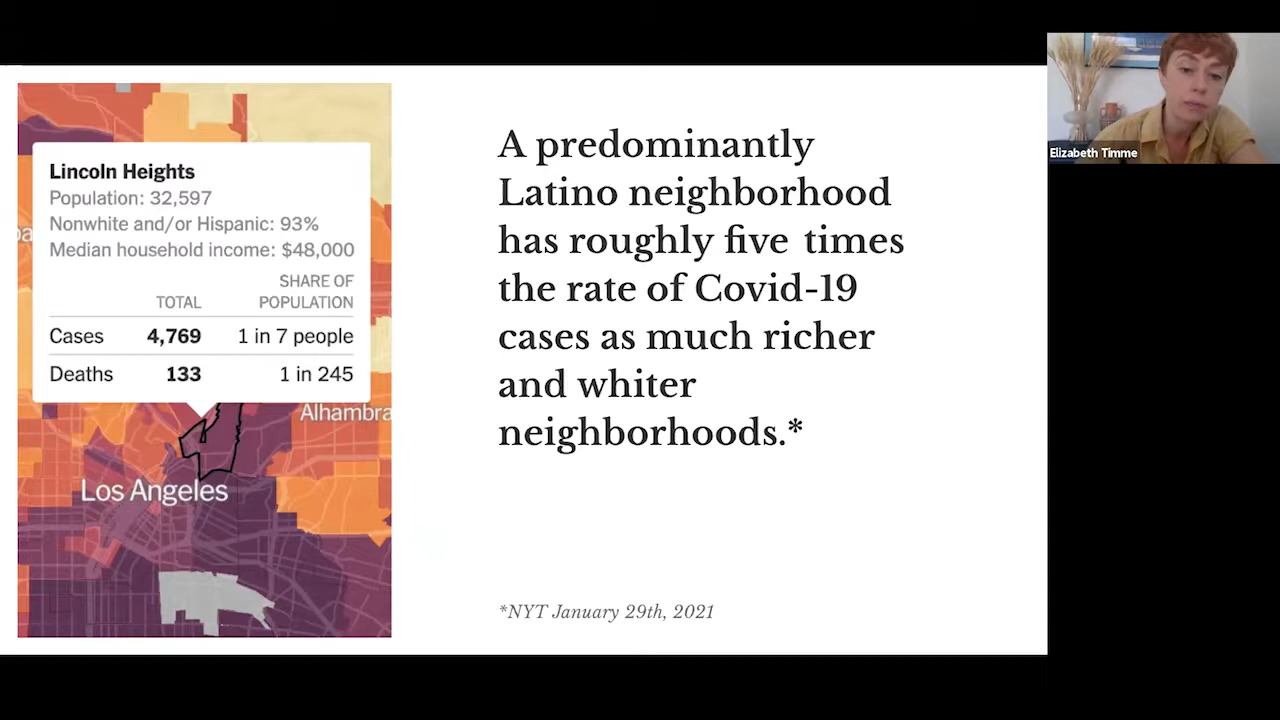 Lincoln Heights
Population: 32,597
Nonwhite and/or Hispanic: 93%
Median household income: $48,000
SHARE OF
TOTAL POPULATION
Cases 4,769 1 in 7 people
Deaths 133 1 in 245
Alhambra
Los Angeles
A predominantly
Latino neighborhood
has roughly five times
the rate of Covid-19
cases as much richer
and whiter
neighborhoods.*
*NYT January 29th, 2021
Elizabeth Timme